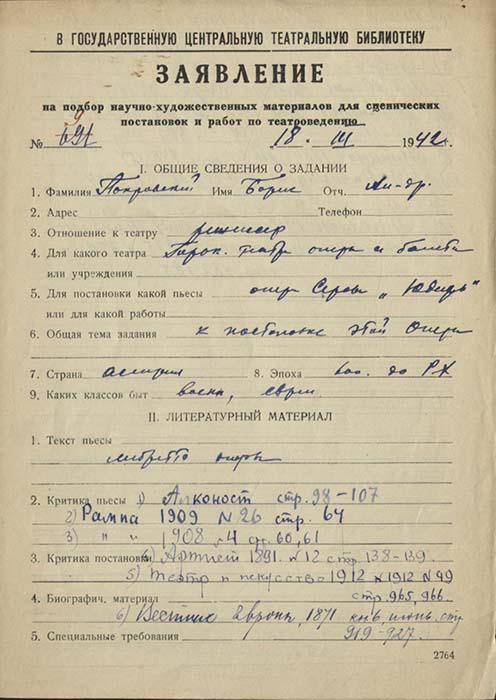 В ГОСУДАРСТВЕННУЮ ЦЕНТРАЛЬНУЮ ТЕАТРАЛЬНУЮ БИБЛИОТЕКУ
ЗАЯВЛЕНИЕ
на подбор научно-художественных материалов для сценических
постановок и работ по театроведению
№ 18 III 1942 г.
I. ОБЩИЕ СВЕДЕНИЯ О ЗАДАНИИ
1. Фамилия Покровский Имя Борис Отч. Ал-др.
2. Адрес Телефон
3. Отношение к театру режиссер
4. Для какого театра Горьк. театр оперы и балета
или учреждения
5. Для постановки какой пьесы опера Серова „Юдифь"
или для какой работы
6. Общая тема задания к постановке этой оперы
7. Страна ассирия 8. Эпоха 600. до РХ
9. Каких классов быт воены, евреи
II. ЛИТЕРАТУРНЫЙ МАТЕРИАЛ
1. Текст пьесы
либретто оперы
2. Критика пьесы 1) Алконост стр. 98-107
2) Рампа 1909 № 26 стр. 64
3) " " 1908 № 4 стр. 60, 61
3. Критика постановки 4) Артист 1891. № 12 стр. 138-139.
5) Театр и искусство 1912 № 1912 № 49
4. Биографич. материал стр. 965, 966.
6) Вестник Европы, 1871 кн. июнь, стр.
5. Специальные требования 919-927.
2764